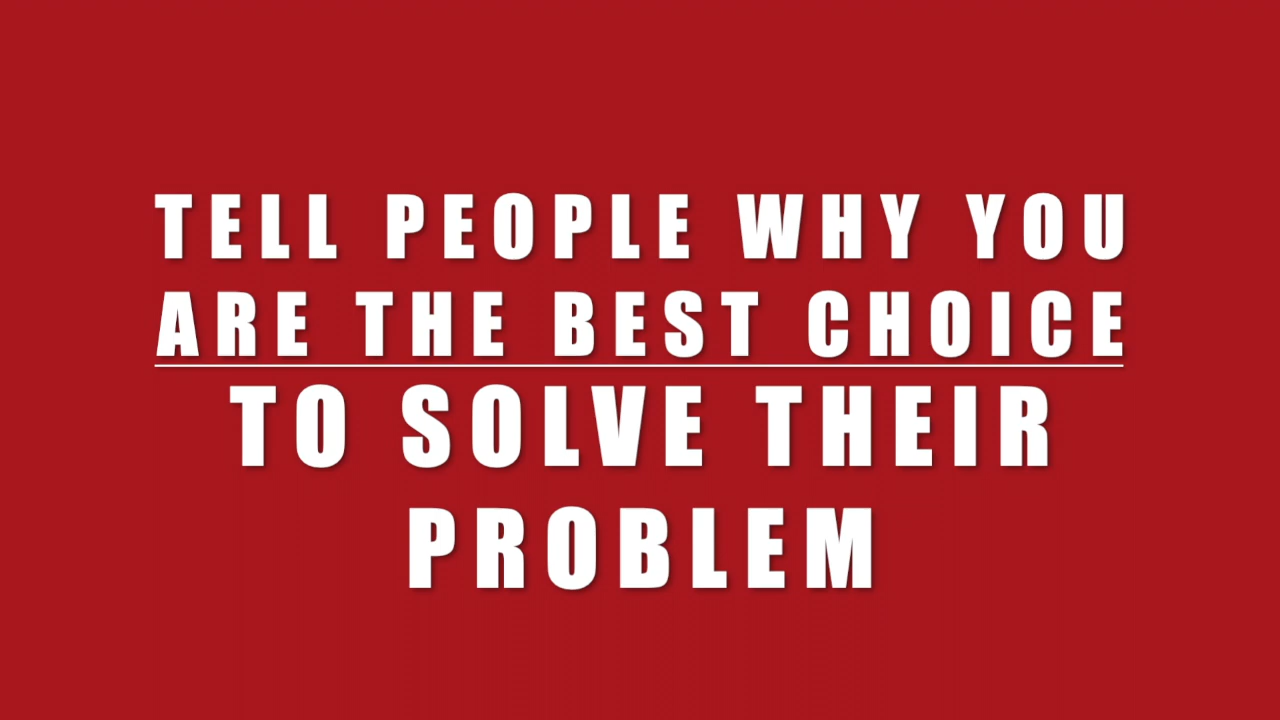 TELL PEOPLE WHY YOU
ARE THE BEST CHOICE
TO SOLVE THEIR
PROBLEM